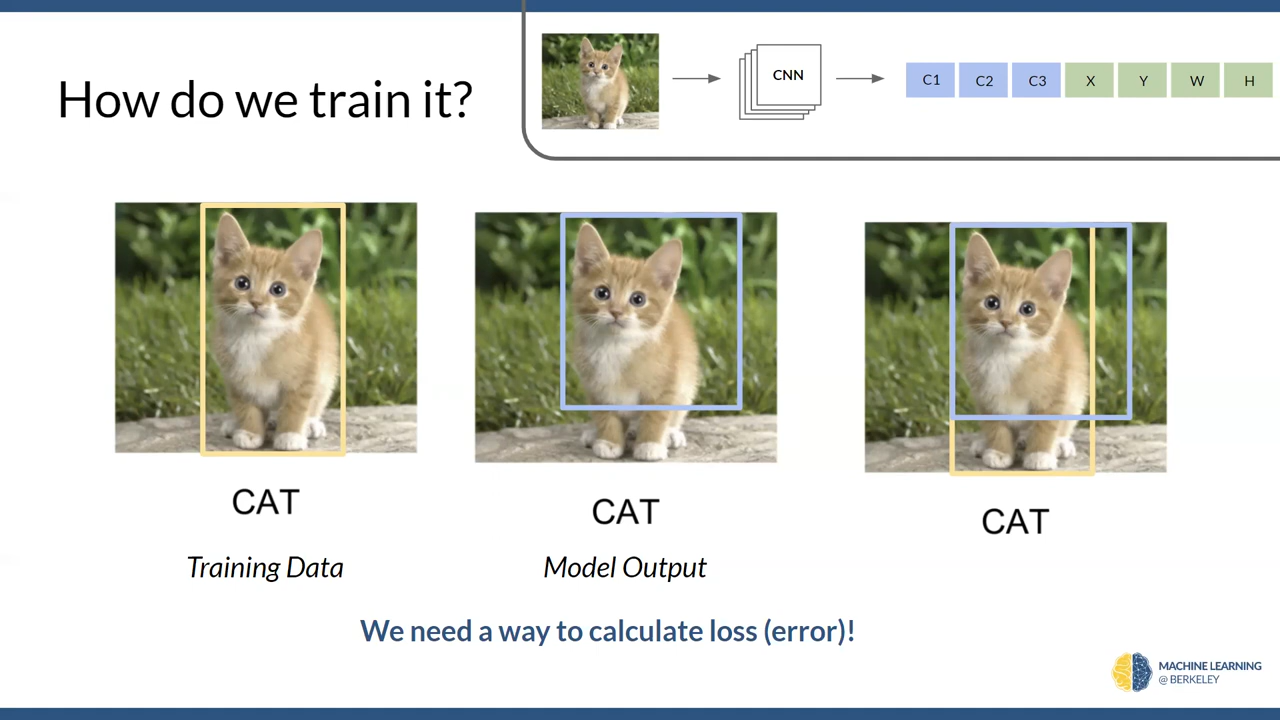 How do we train it?
CNN
C1 C2 C3 X Y W H
CAT
CAT
CAT
Training Data
Model Output
We need a way to calculate loss (error)!
MACHINE LEARNING
@ BERKELEY